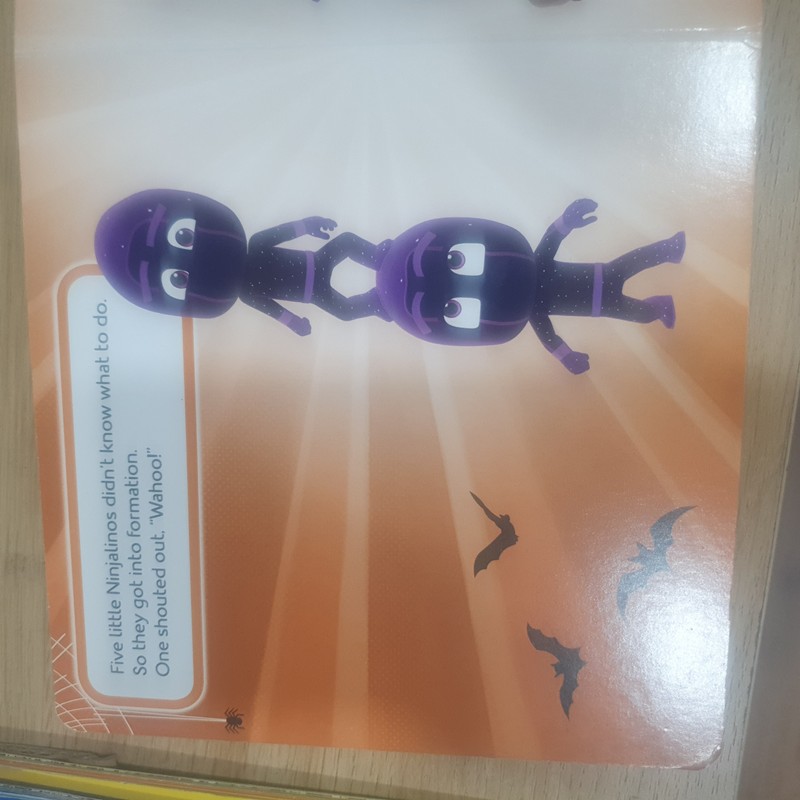 Five little Ninjalinos didn't know what to do.
So they got into formation.
One shouted out, "Wahoo!"